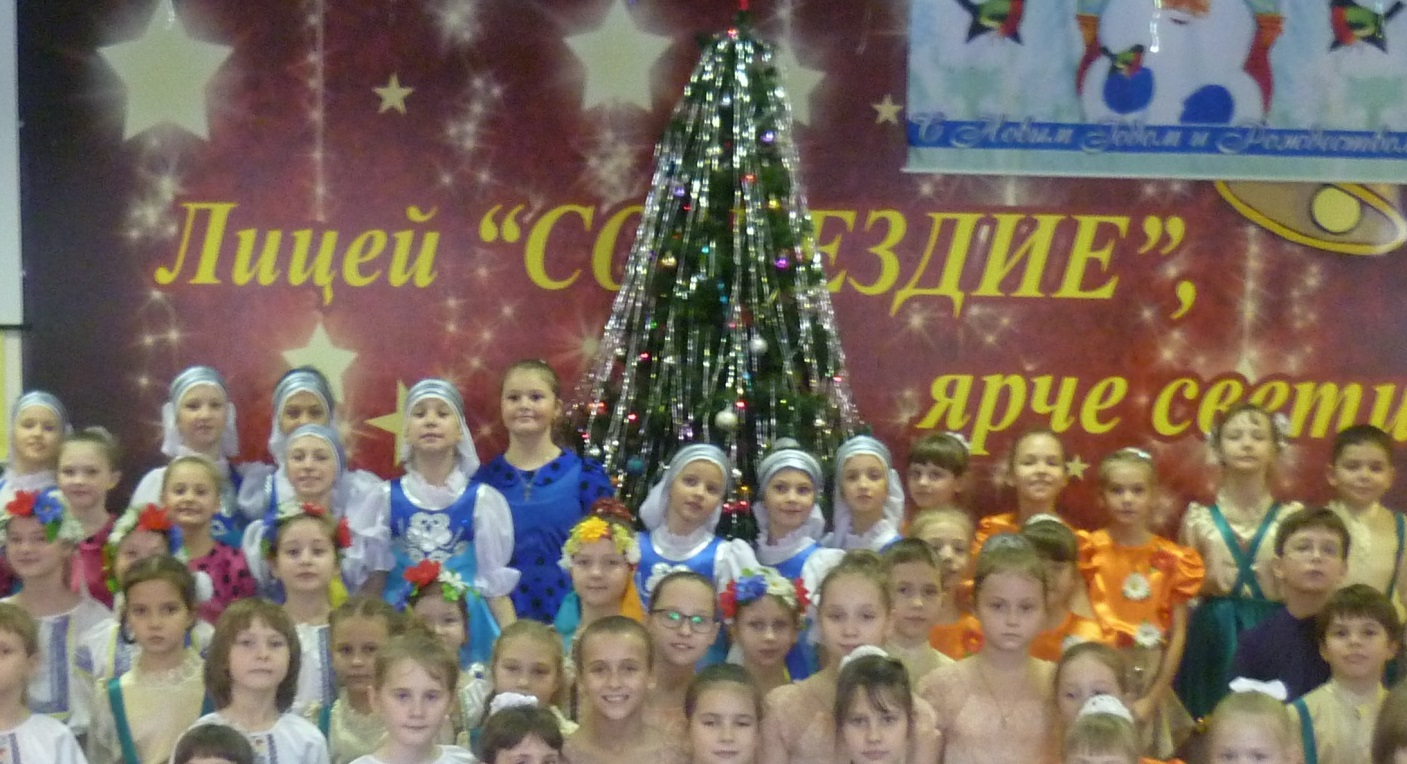 С Новым Годом и Рождеством
Лицей “СО ЕЗДИЕ”,
ярче свети